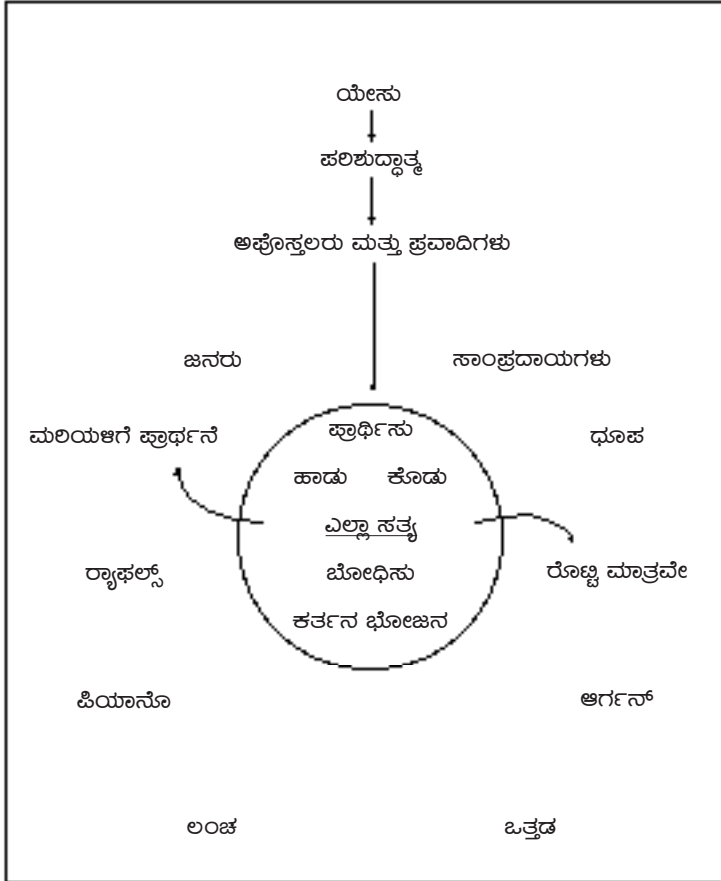 ಯೇಸು
ಪರಿಶುದ್ಧಾತ್ಮ
ಅಪೊಸ್ತಲರು ಮತ್ತು ಪ್ರವಾದಿಗಳು
ಜನರು ಸಾಂಪ್ರದಾಯಗಳು
ಮರಿಯಳಿಗೆ ಪ್ರಾರ್ಥನೆ ಪ್ರಾರ್ಥಿಸು ಧೂಪ
ಹಾಡು ಕೊಡು
ಎಲ್ಲಾ ಸತ್ಯ
ರ‍್ಯಾಫಲ್ಸ್ ಬೋಧಿಸು ರೊಟ್ಟಿ ಮಾತ್ರವೇ
ಕರ್ತನ ಭೋಜನ
ಪಿಯಾನೊ ಆರ್ಗನ್
ಲಂಚ ಒತ್ತಡ